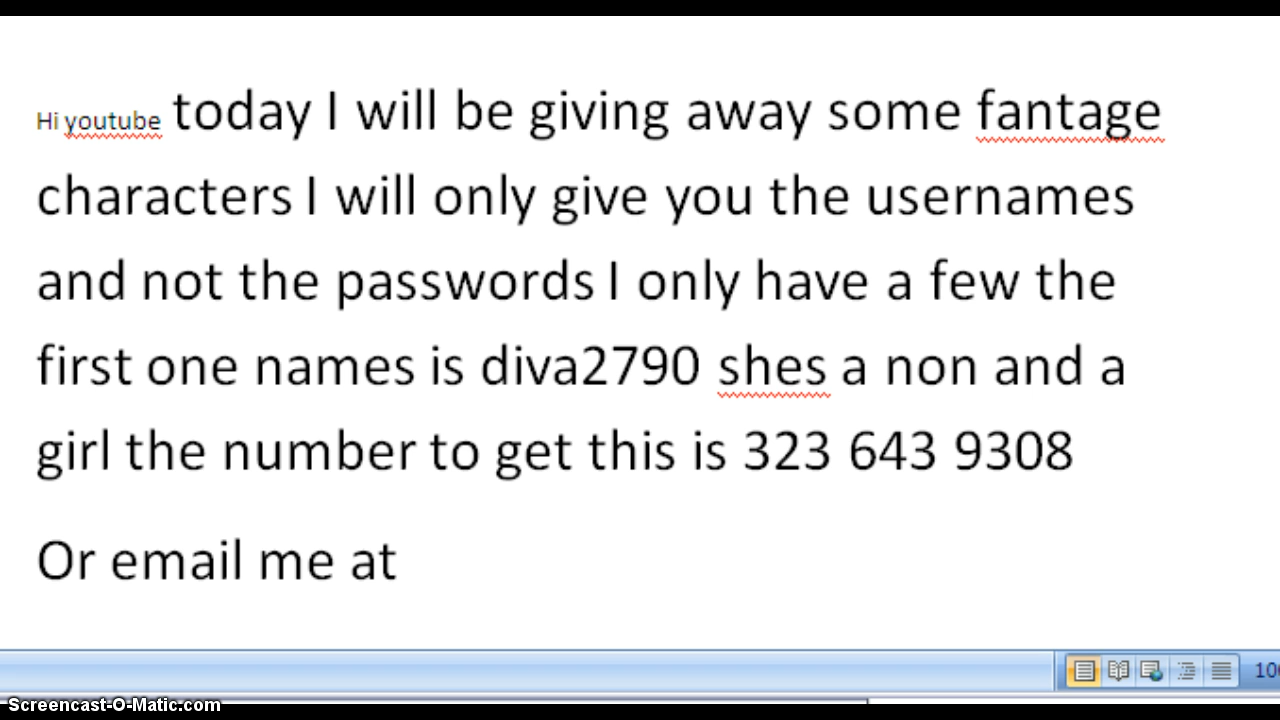 Hi youtube today I will be giving away some fantage
characters I will only give you the usernames
and not the passwords I only have a few the
first one names is diva2790 shes a non and a
girl the number to get this is 323 643 9308
Or email me at
10
Screencast-O-Matic.com